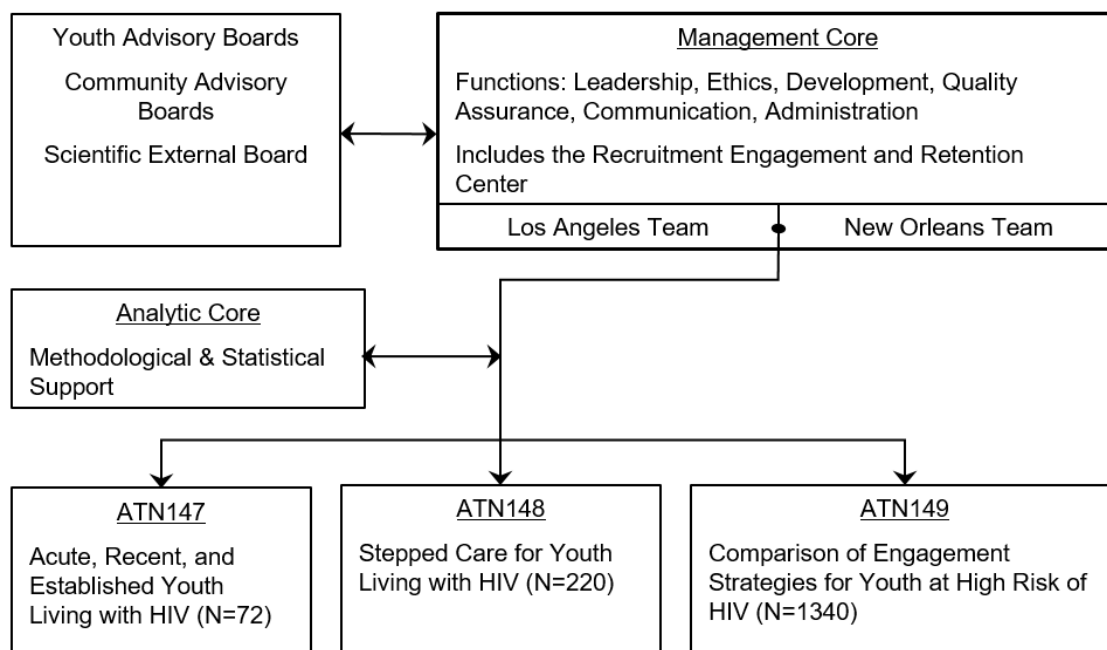 Youth Advisory Boards
Community Advisory
Boards
Scientific External Board
Management Core
Functions: Leadership, Ethics, Development, Quality
Assurance, Communication, Administration
Includes the Recruitment Engagement and Retention
Center
Los Angeles Team
New Orleans Team
Analytic Core
Methodological & Statistical
Support
ATN147
Acute, Recent, and
Established Youth
Living with HIV (N=72)
ATN148
Stepped Care for Youth
Living with HIV (N=220)
ATN149
Comparison of Engagement
Strategies for Youth at High Risk of
HIV (N=1340)